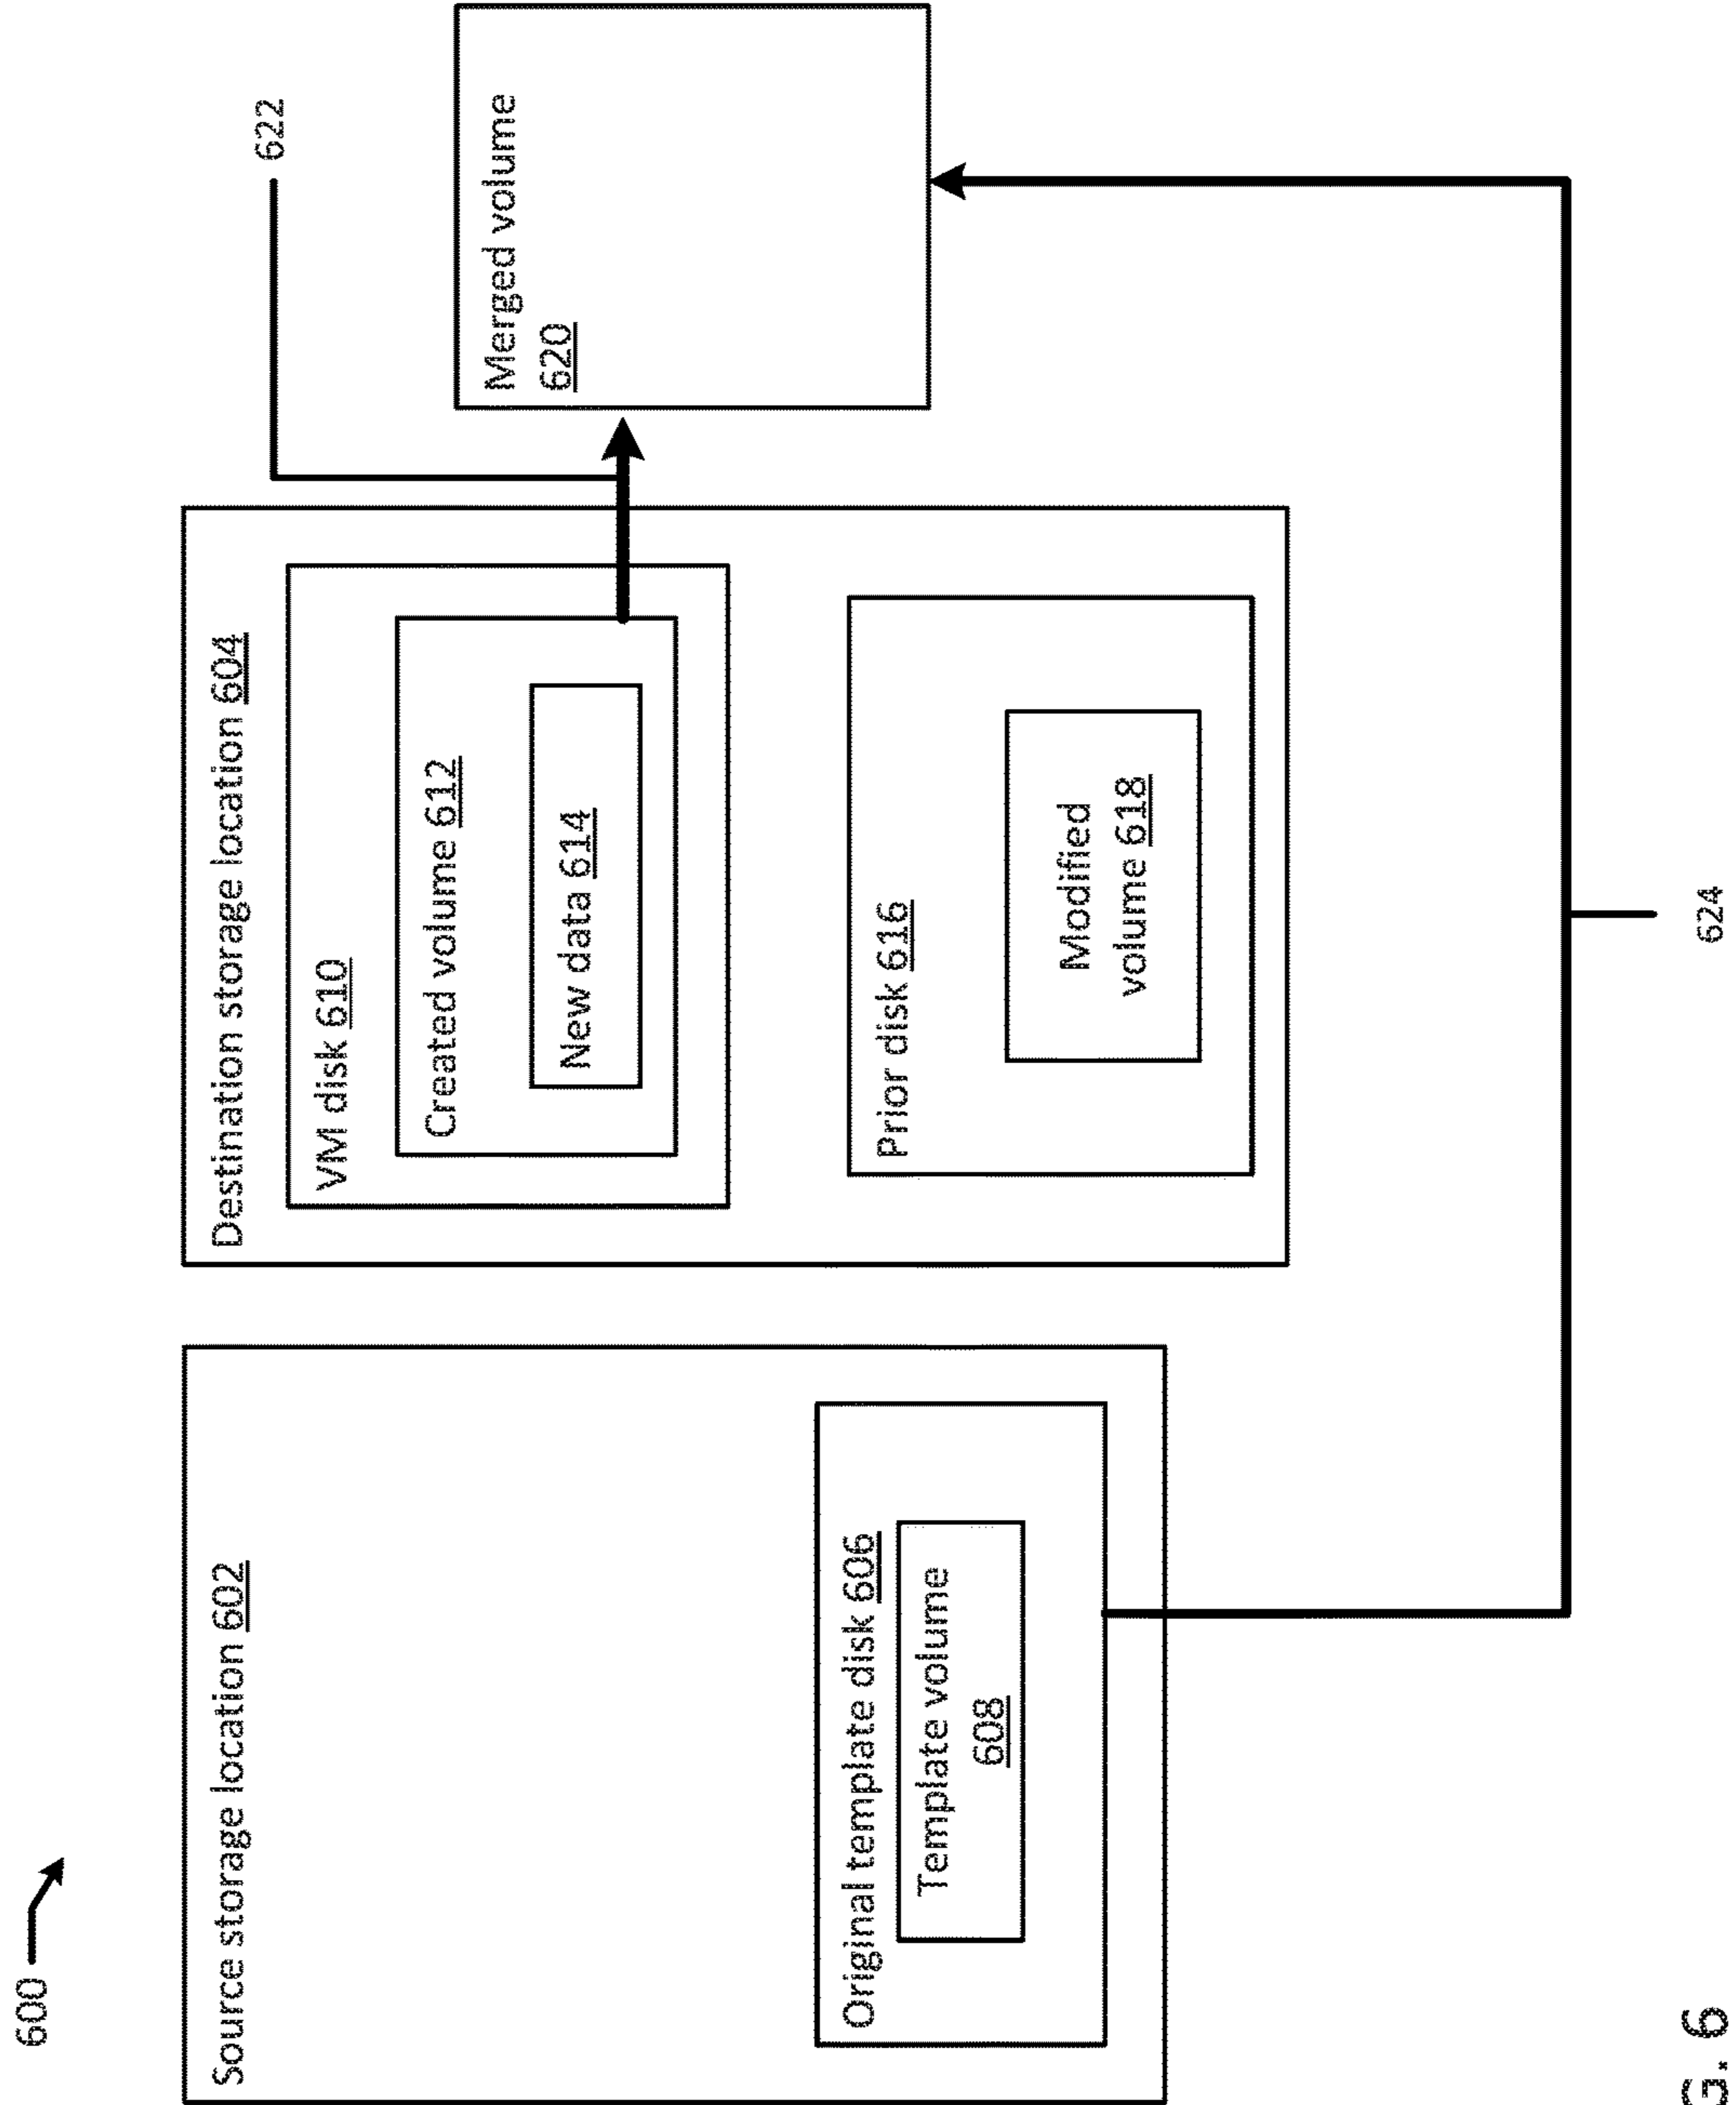 600
Source storage location 602
Original template disk 606
Template volume
608
Destination storage location 604
VM disk 610
Created volume 612
New data 614
Prior disk 616
Modified
volume 618
622
Merged volume
620
624
G. 6